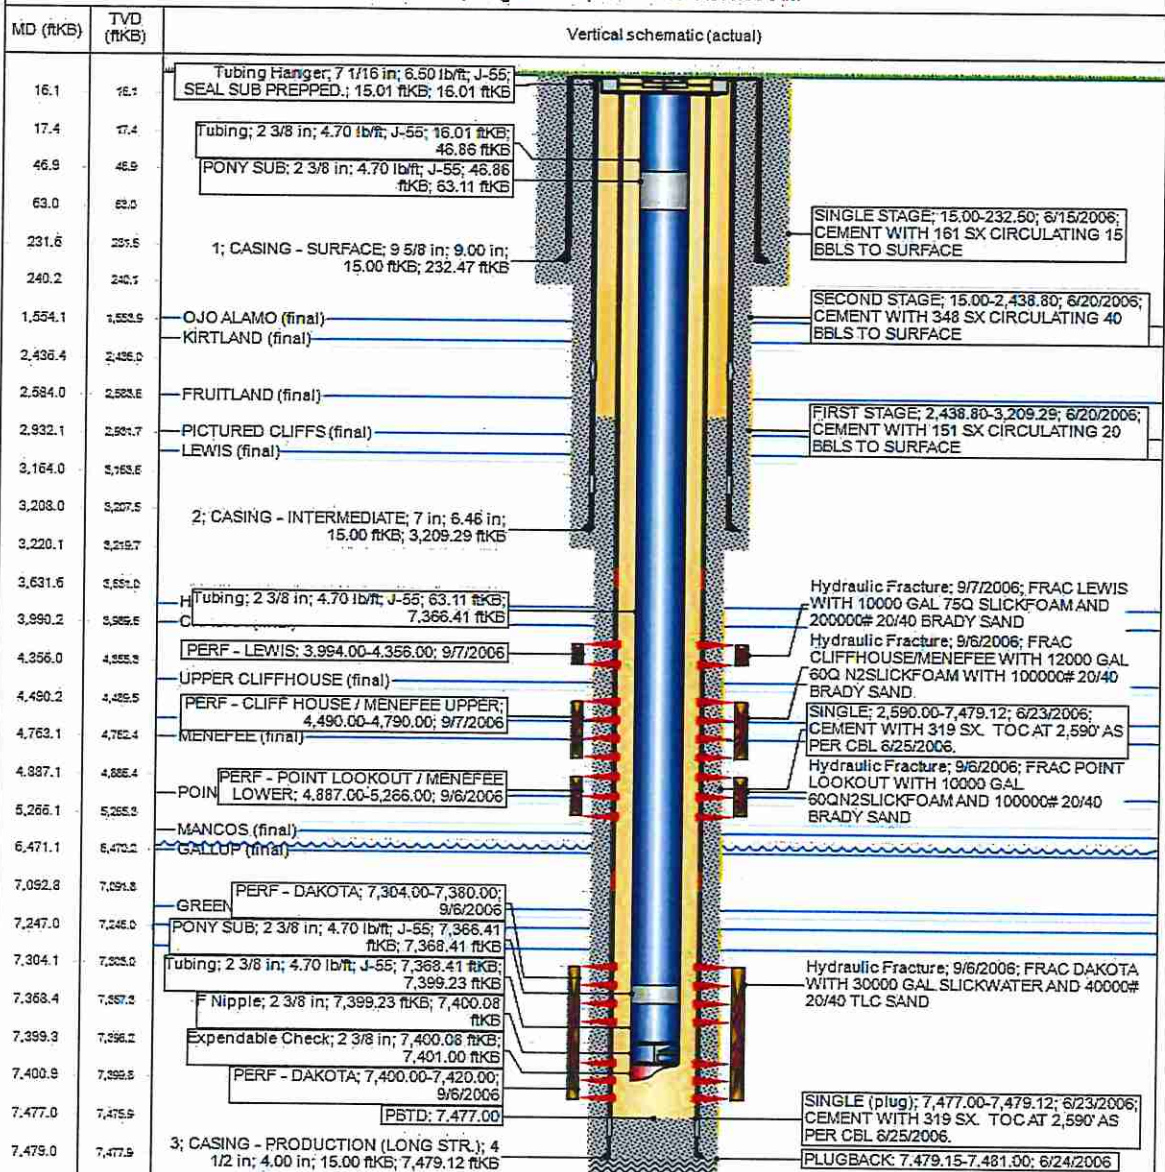 MD (ftKB)
TVD
(ftKB)
Vertical schematic (actual)
16.1
17.4
46.9
63.0
231.6
240.2
1,554.1
2,436.4
2,584.0
2,932.1
3,164.0
3,208.0
3,220.1
3,631.6
3,990.2
4,356.0
4,490.2
4,763.1
4,887.1
5,266.1
6,471.1
7,092.8
7,247.0
7,304.1
7,368.4
7,399.3
7,400.9
7,477.0
7,479.0
17.4
46.9
Tubing Hanger; 7 1/16 in; 6.50 lb/ft; J-55;
SEAL SUB PREPPED.; 15.01 ftKB; 16.01 ftKB
Tubing; 2 3/8 in; 4.70 lb/ft; J-55; 16.01 ftKB;
46.86 ftKB
PONY SUB; 2 3/8 in; 4.70 lb/ft; J-55; 46.86
ftKB; 63.11 ftKB
SINGLE STAGE; 15.00-232.50; 6/15/2006;
CEMENT WITH 161 SX CIRCULATING 15
BBLS TO SURFACE
1; CASING - SURFACE; 9 5/8 in; 9.00 in;
15.00 ftKB; 232.47 ftKB
SECOND STAGE; 15.00-2,438.80; 6/20/2006;
CEMENT WITH 348 SX CIRCULATING 40
BBLS TO SURFACE
OJO ALAMO (final)
KIRTLAND (final)
FRUITLAND (final)
FIRST STAGE; 2,438.80-3,209.29; 6/20/2006;
CEMENT WITH 151 SX CIRCULATING 20
BBLS TO SURFACE
PICTURED CLIFFS (final)
LEWIS (final)
2; CASING - INTERMEDIATE; 7 in; 6.46 in;
15.00 ftKB; 3,209.29 ftKB
Hydraulic Fracture; 9/7/2006; FRAC LEWIS
WITH 10000 GAL 75Q SLICKFOAM AND
200000# 20/40 BRADY SAND
Tubing; 2 3/8 in; 4.70 lb/ft; J-55; 63.11 ftKB;
7,366.41 ftKB
Hydraulic Fracture; 9/6/2006; FRAC
CLIFFHOUSE/MENEFEE WITH 12000 GAL
60Q N2SLICKFOAM WITH 100000# 20/40
BRADY SAND.
PERF - LEWIS; 3,994.00-4,356.00; 9/7/2006
UPPER CLIFFHOUSE (final)
PERF - CLIFF HOUSE / MENEFEE UPPER;
4,490.00-4,790.00; 9/7/2006
SINGLE; 2,590.00-7,479.12; 6/23/2006;
CEMENT WITH 319 SX. TOC AT 2,590' AS
PER CBL 8/25/2006.
MENEFEE (final)
Hydraulic Fracture; 9/6/2006; FRAC POINT
LOOKOUT WITH 10000 GAL
60QN2SLICKFOAM AND 100000# 20/40
BRADY SAND
PERF - POINT LOOKOUT / MENEFEE
LOWER; 4,887.00-5,266.00; 9/6/2006
POIN
MANCOS (final)
GALLUP (final)
PERF - DAKOTA; 7,304.00-7,380.00;
9/6/2006
GREEN
PONY SUB; 2 3/8 in; 4.70 lb/ft; J-55; 7,366.41
ftKB; 7,368.41 ftKB
Tubing; 2 3/8 in; 4.70 lb/ft; J-55; 7,368.41 ftKB;
7,399.23 ftKB
Hydraulic Fracture; 9/6/2006; FRAC DAKOTA
WITH 30000 GAL SLICKWATER AND 40000#
20/40 TLC SAND
F Nipple; 2 3/8 in; 7,399.23 ftKB; 7,400.08
ftKB
Expendable Check; 2 3/8 in; 7,400.08 ftKB;
7,401.00 ftKB
PERF - DAKOTA; 7,400.00-7,420.00;
9/6/2006
PBTD; 7,477.00
SINGLE (plug); 7,477.00-7,479.12; 6/23/2006;
CEMENT WITH 319 SX. TOC AT 2,590' AS
PER CBL 8/25/2006.
3; CASING - PRODUCTION (LONG STR.); 4
1/2 in; 4.00 in; 15.00 ftKB; 7,479.12 ftKB
PLUGBACK; 7,479.15-7,481.00; 6/24/2006